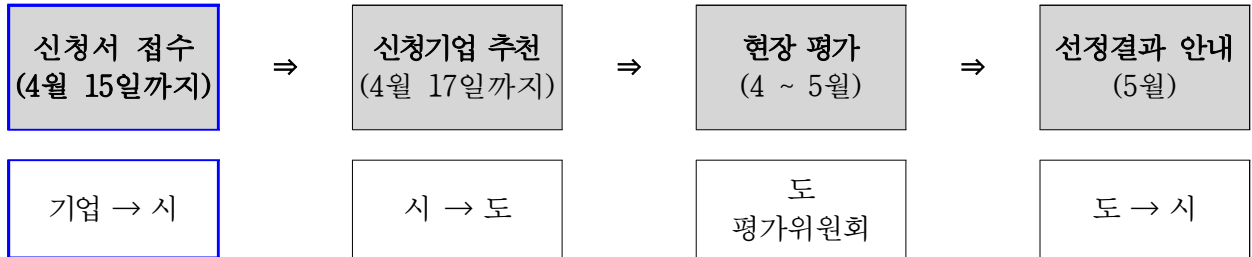 신청서 접수
(4월 15일까지)
⇒
신청기업 추천
(4월 17일까지)
⇒
현장 평가
(4 ~ 5월)
⇒
선정결과 안내
(5월)
기업 → 시
시 → 도
도
평가위원회
도 → 시